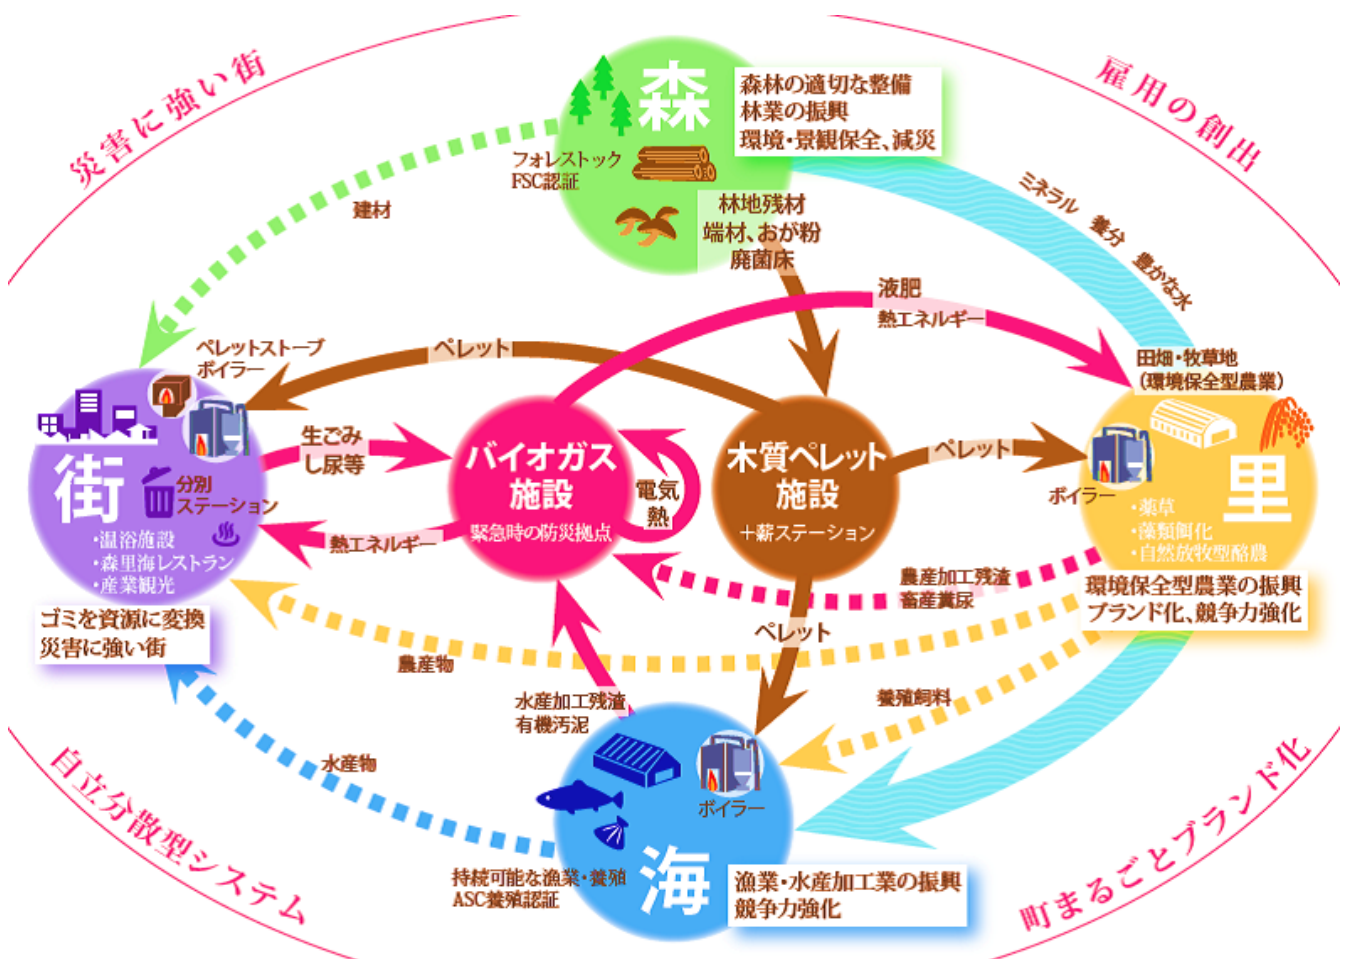 災害に強い街
雇用の創出
森
森林の適切な整備
林業の振興
環境・景観保全、減災
フォレストック
FSC認証
建材
林地残材
端材、おが粉
廃菌床
ミネラル 養分 豊かな水
液肥
熱エネルギー
ペレットストーブ
ボイラー
ペレット
田畑・牧草地
（環境保全型農業）
街
分別
ステーション
・温浴施設
・森里海レストラン
・産業観光
ゴミを資源に変換
災害に強い街
生ごみ
し尿等
熱エネルギー
バイオガス
施設
緊急時の防災拠点
電気
熱
木質ペレット
施設
＋薪ステーション
ペレット
ボイラー
里
・薬草
・藻類餌化
・自然放牧型酪農
環境保全型農業の振興
ブランド化、競争力強化
農産加工残渣
畜産糞尿
ペレット
農産物
養殖飼料
水産加工残渣
有機汚泥
水産物
ボイラー
海
持続可能な漁業・養殖
ASC養殖認証
漁業・水産加工業の振興
競争力強化
自立分散型システム
町まるごとブランド化